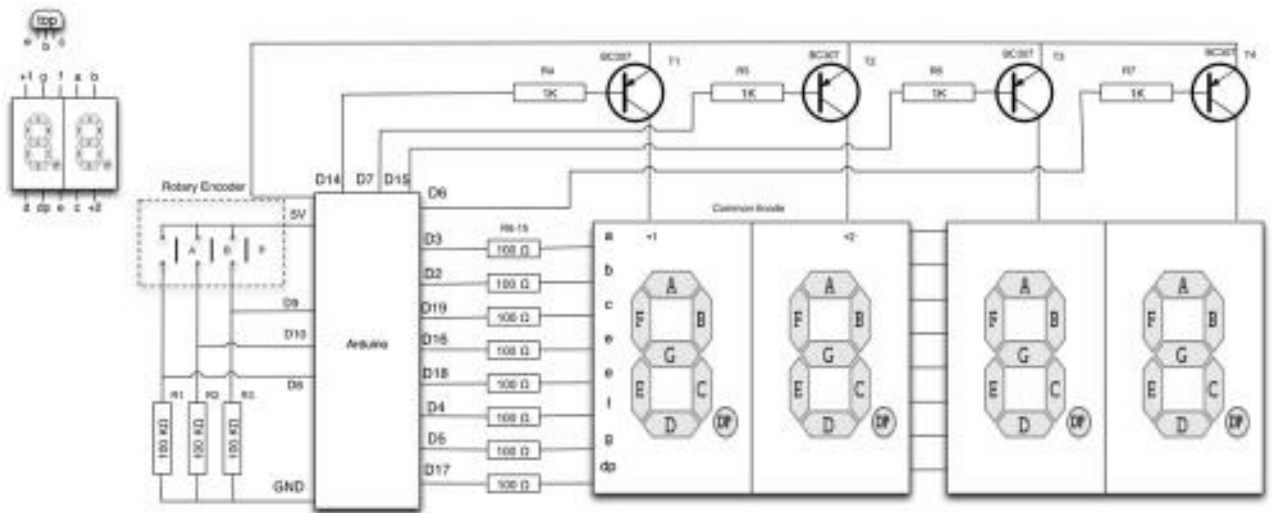 top
e b c
+1 g f a b
d dp e c +2
BC307 T1
BC307 T2
BC307 T3
BC307 T4
R4
1K
R5
1K
R6
1K
R7
1K
D14 D7 D15
D6
Rotary Encoder
5V
A B P
D9
D10
D8
R1 R2 R3
100 KΩ
100 KΩ
100 KΩ
GND
Arduino
Common Anode
R8-15
D3
100 Ω
D2
100 Ω
D19
100 Ω
D16
100 Ω
D18
100 Ω
D4
100 Ω
D5
100 Ω
D17
100 Ω
a
b
c
e
e
f
g
dp
+1
+2
A
F B
G
E C
D DP
A
F B
G
E C
D DP
A
F B
G
E C
D DP
A
F B
G
E C
D DP